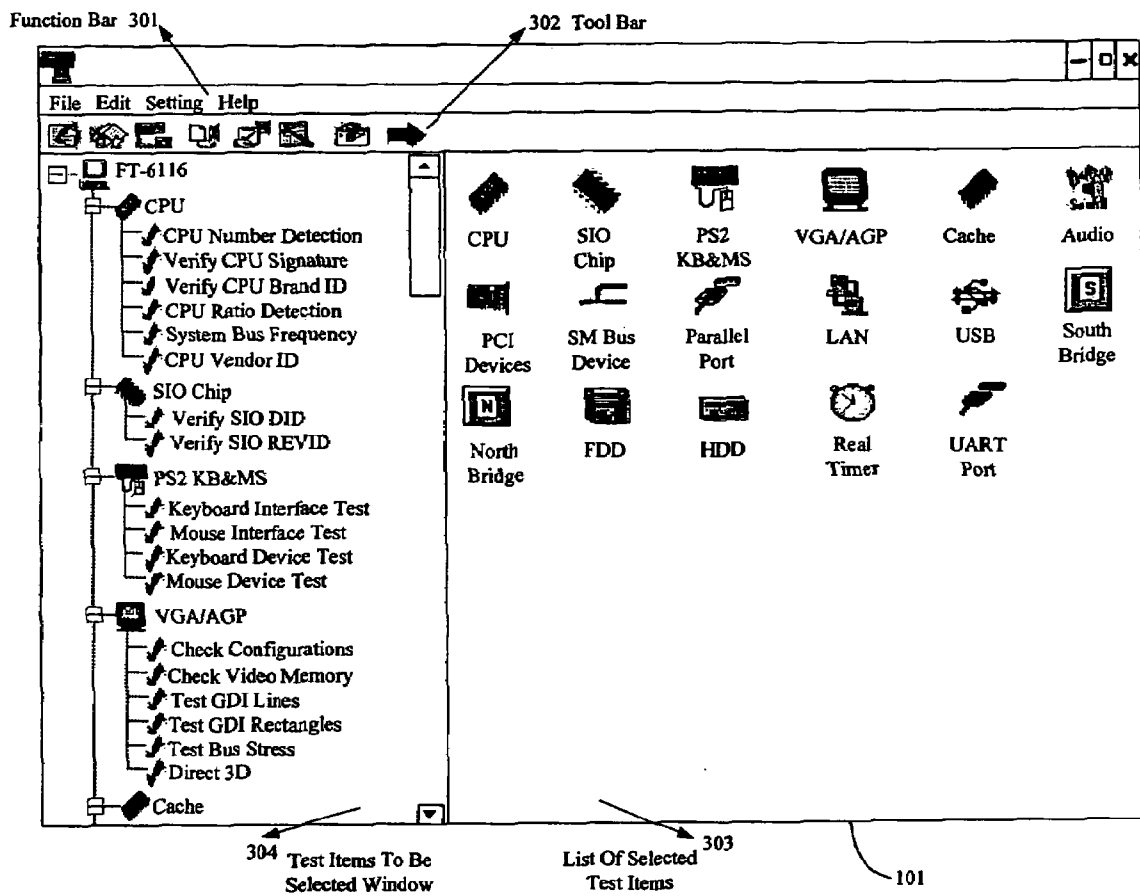 Function Bar 301
302 Tool Bar
File Edit Setting Help
FT-6116
CPU
CPU Number Detection
Verify CPU Signature
Verify CPU Brand ID
CPU Ratio Detection
System Bus Frequency
CPU Vendor ID
SIO Chip
Verify SIO DID
Verify SIO REVID
PS2 KB&MS
Keyboard Interface Test
Mouse Interface Test
Keyboard Device Test
Mouse Device Test
VGA/AGP
Check Configurations
Check Video Memory
Test GDI Lines
Test GDI Rectangles
Test Bus Stress
Direct 3D
Cache
CPU
SIO
Chip
PS2
KB&MS
VGA/AGP
Cache
Audio
PCI
Devices
SM Bus
Device
Parallel
Port
LAN
USB
S
South
Bridge
N
North
Bridge
FDD
HDD
Real
Timer
UART
Port
304
Test Items To Be
Selected Window
303
List Of Selected
Test Items
101